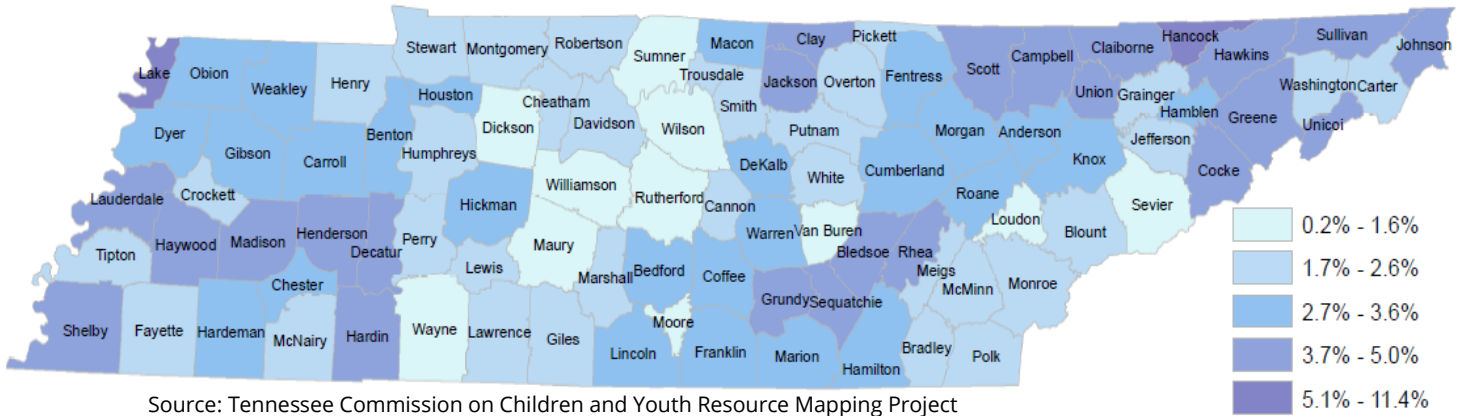 Stewart Montgomery Robertson Sumner Macon Clay Pickett Hancock Sullivan Johnson
Lake Obion Weakley Henry Houston Trousdale Jackson Overton Fentress Scott Campbell Claiborne Hawkins
Cheatham Smith Union Grainger Washington Carter
Dyer Gibson Carroll Benton Humphreys Dickson Davidson Wilson Putnam Morgan Anderson Hamblen Greene Unicoi
Jefferson
Lauderdale Crockett Hickman Williamson Rutherford Cannon DeKalb White Cumberland Roane Knox Cocke
Loudon Sevier
Tipton Haywood Madison Henderson Decatur Perry Lewis Maury Marshall Bedford Coffee Warren Van Buren Bledsoe Rhea Meigs McMinn Monroe Blount
Chester
Shelby Fayette Hardeman McNairy Hardin Wayne Lawrence Giles Lincoln Moore Franklin Grundy Sequatchie Marion Hamilton Bradley Polk
0.2% - 1.6%
1.7% - 2.6%
2.7% - 3.6%
3.7% - 5.0%
5.1% - 11.4%
Source: Tennessee Commission on Children and Youth Resource Mapping Project